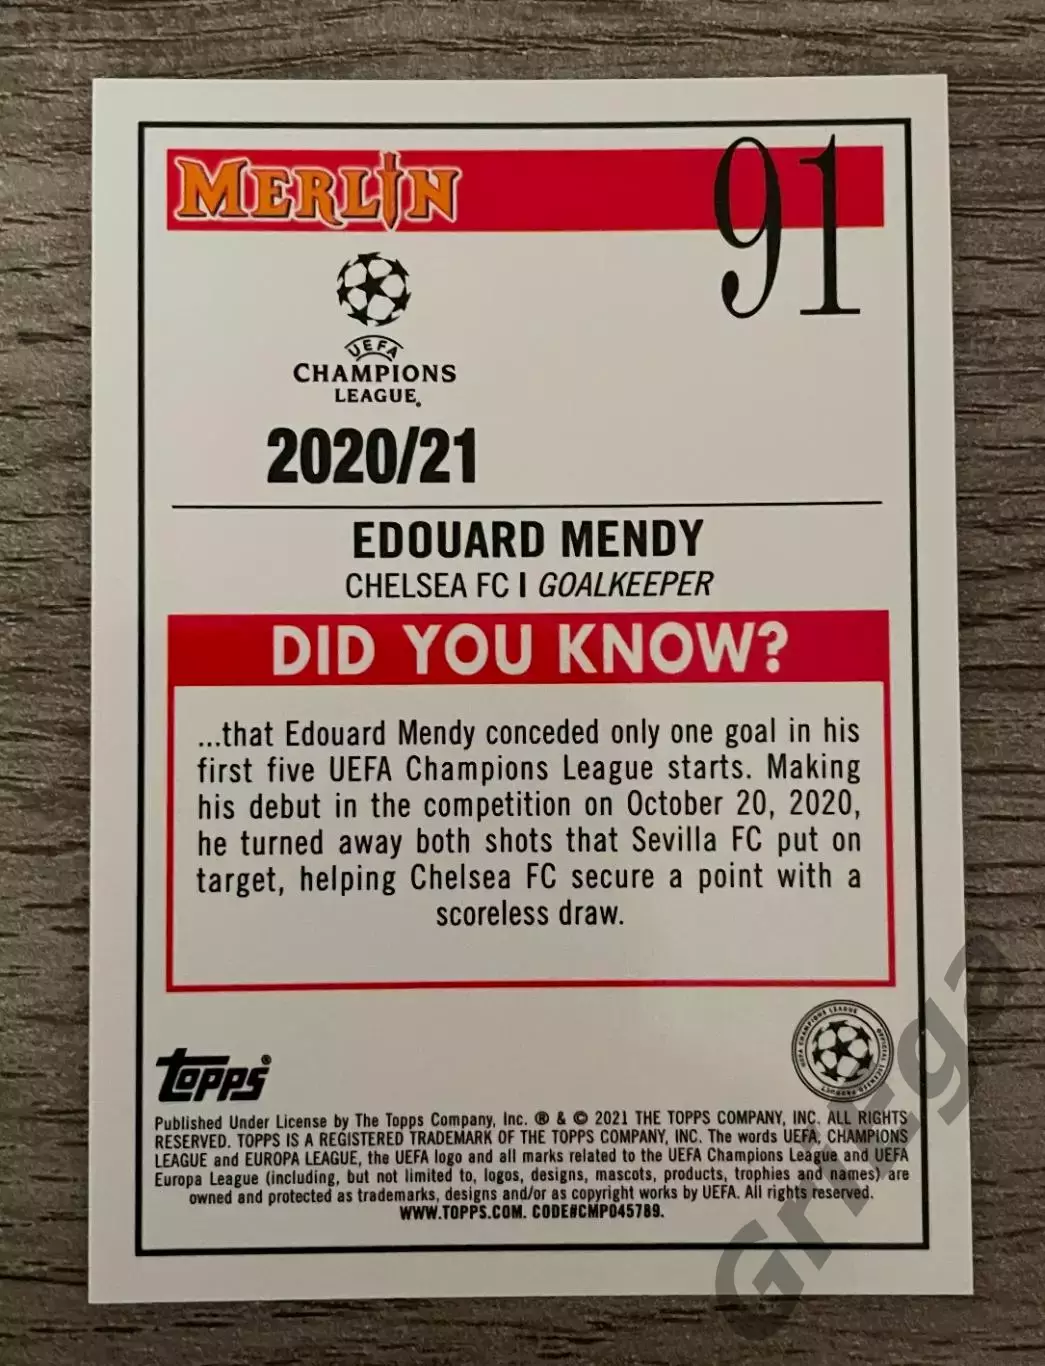 MERLIN
91
UEFA
CHAMPIONS
LEAGUE.
2020/21
EDOUARD MENDY
CHELSEA FC | GOALKEEPER
DID YOU KNOW?
...that Edouard Mendy conceded only one goal in his
first five UEFA Champions League starts. Making
his debut in the competition on October 20, 2020,
he turned away both shots that Sevilla FC put on
target, helping Chelsea FC secure a point with a
scoreless draw.
UEFA CHAMPIONS LEAGUE OFFICIAL LICENSED PRODUCT
Topps®
Published Under License by The Topps Company, Inc. ® & © 2021 THE TOPPS COMPANY, INC. ALL RIGHTS
RESERVED. TOPPS IS A REGISTERED TRADEMARK OF THE TOPPS COMPANY, INC. The words UEFA, CHAMPIONS
LEAGUE and EUROPA LEAGUE, the UEFA logo and all marks related to the UEFA Champions League and UEFA
Europa League (including, but not limited to, logos, designs, mascots, products, trophies and names) are
owned and protected as trademarks, designs and/or as copyright works by UEFA. All rights reserved.
WWW.TOPPS.COM. CODE#CMP045789.
Griega